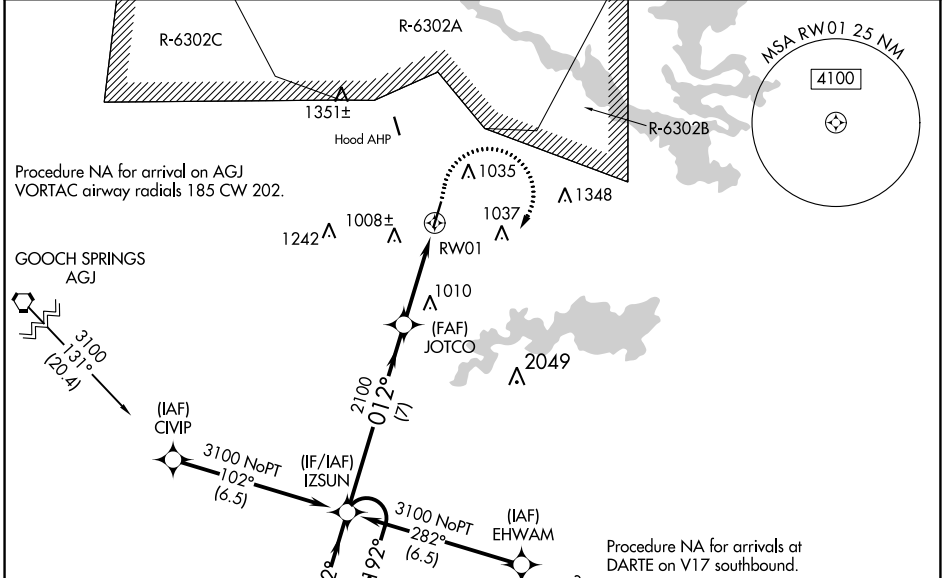 R-6302C
R-6302A
MSA RW01 25 NM
4100
1351±
Hood AHP
R-6302B
Procedure NA for arrival on AGJ
VORTAC airway radials 185 CW 202.
1035
1348
1008±
1037
1242
RW01
GOOCH SPRINGS
AGJ
1010
(FAF)
JOTCO
3100
131°
(20.4)
2049
2100
012°
(7)
(IAF)
CIVIP
3100 NoPT
102°
(6.5)
(IF/IAF)
IZSUN
3100 NoPT
282°
(6.5)
(IAF)
EHWAM
Procedure NA for arrivals at
DARTE on V17 southbound.